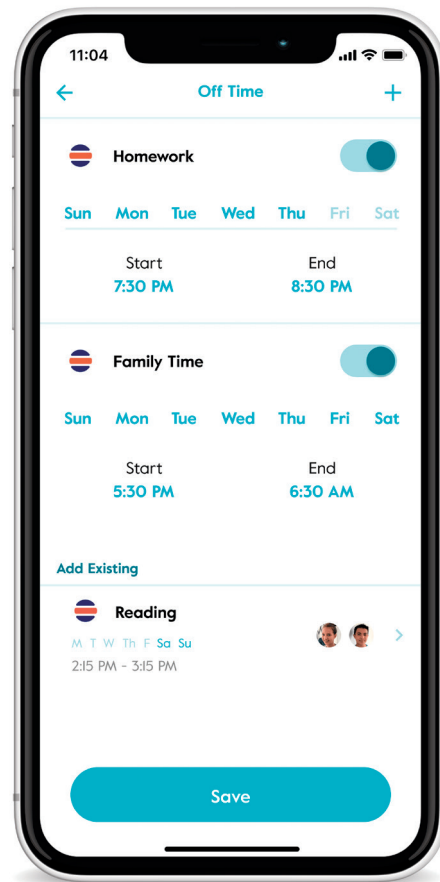 11:04
Off Time
Homework
Sun Mon Tue Wed Thu Fri Sat
Start End
7:30 PM 8:30 PM
Family Time
Sun Mon Tue Wed Thu Fri Sat
Start End
5:30 PM 6:30 AM
Add Existing
Reading
M T W Th F Sa Su
2:15 PM - 3:15 PM
Save